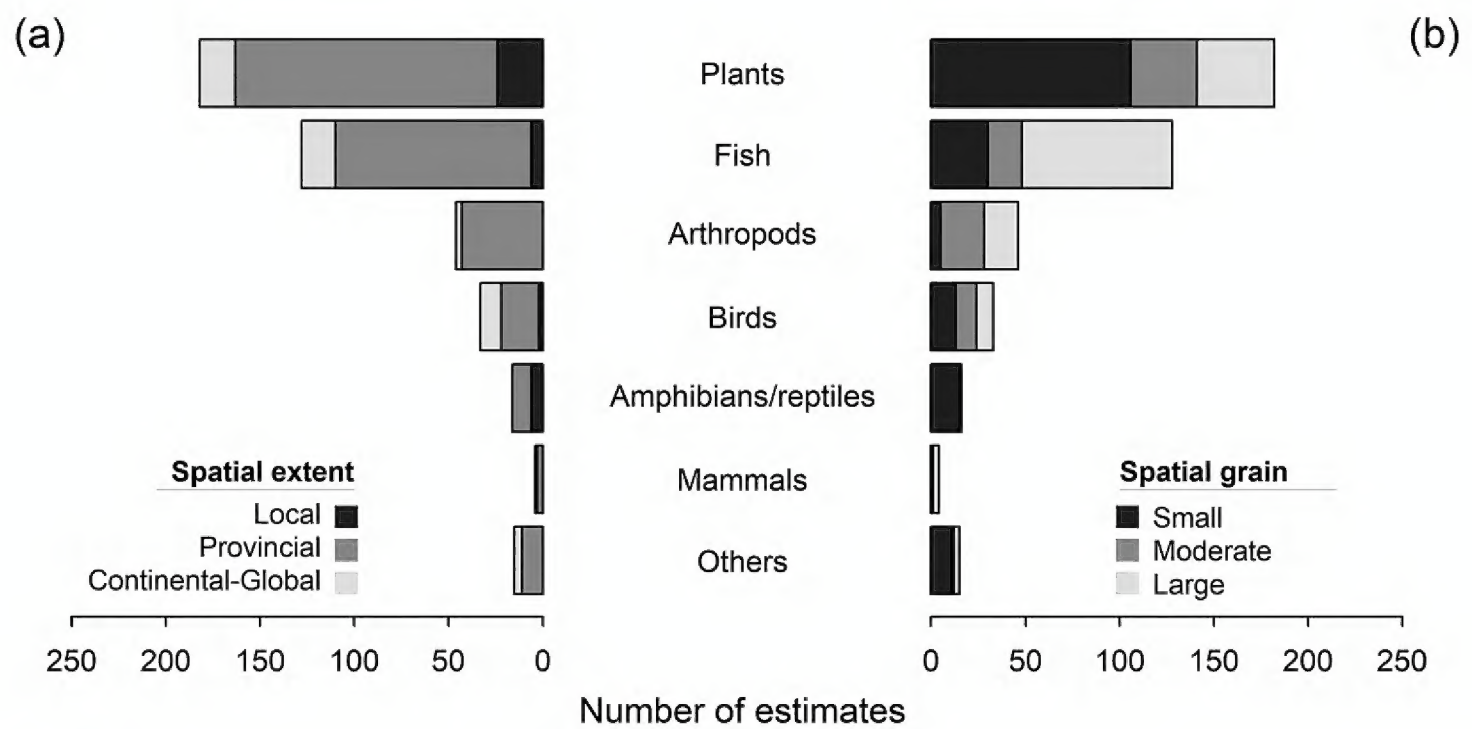 (a)
(b)
Plants
Fish
Arthropods
Birds
Amphibians/reptiles
Mammals
Others
Spatial extent
Local
Provincial
Continental-Global
Spatial grain
Small
Moderate
Large
250 200 150 100 50 0
0 50 100 150 200 250
Number of estimates